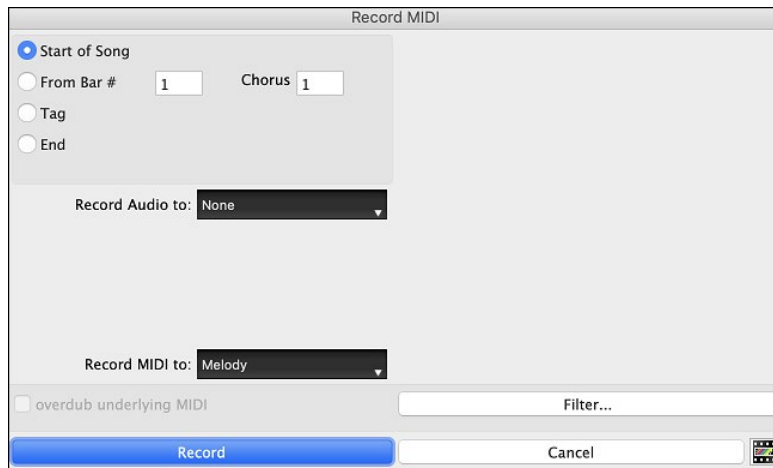 Record MIDI
Start of Song
From Bar # 1 Chorus 1
Tag
End
Record Audio to: None
Record MIDI to: Melody
overdub underlying MIDI Filter...
Record Cancel